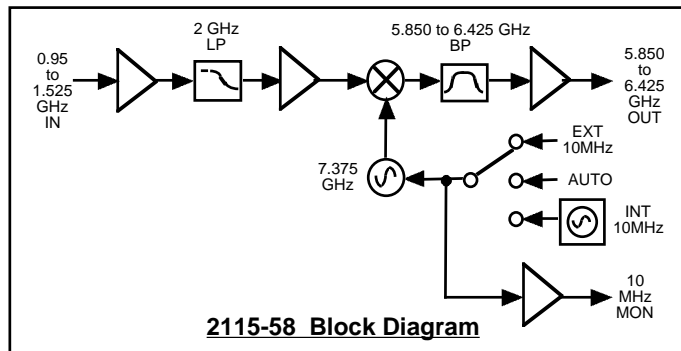 2 GHz
LP
5.850 to 6.425 GHz
BP
0.95
to
1.525
GHz
IN
5.850
to
6.425
GHz
OUT
7.375
GHz
EXT
10MHz
AUTO
INT
10MHz
10
MHz
MON
2115-58 Block Diagram